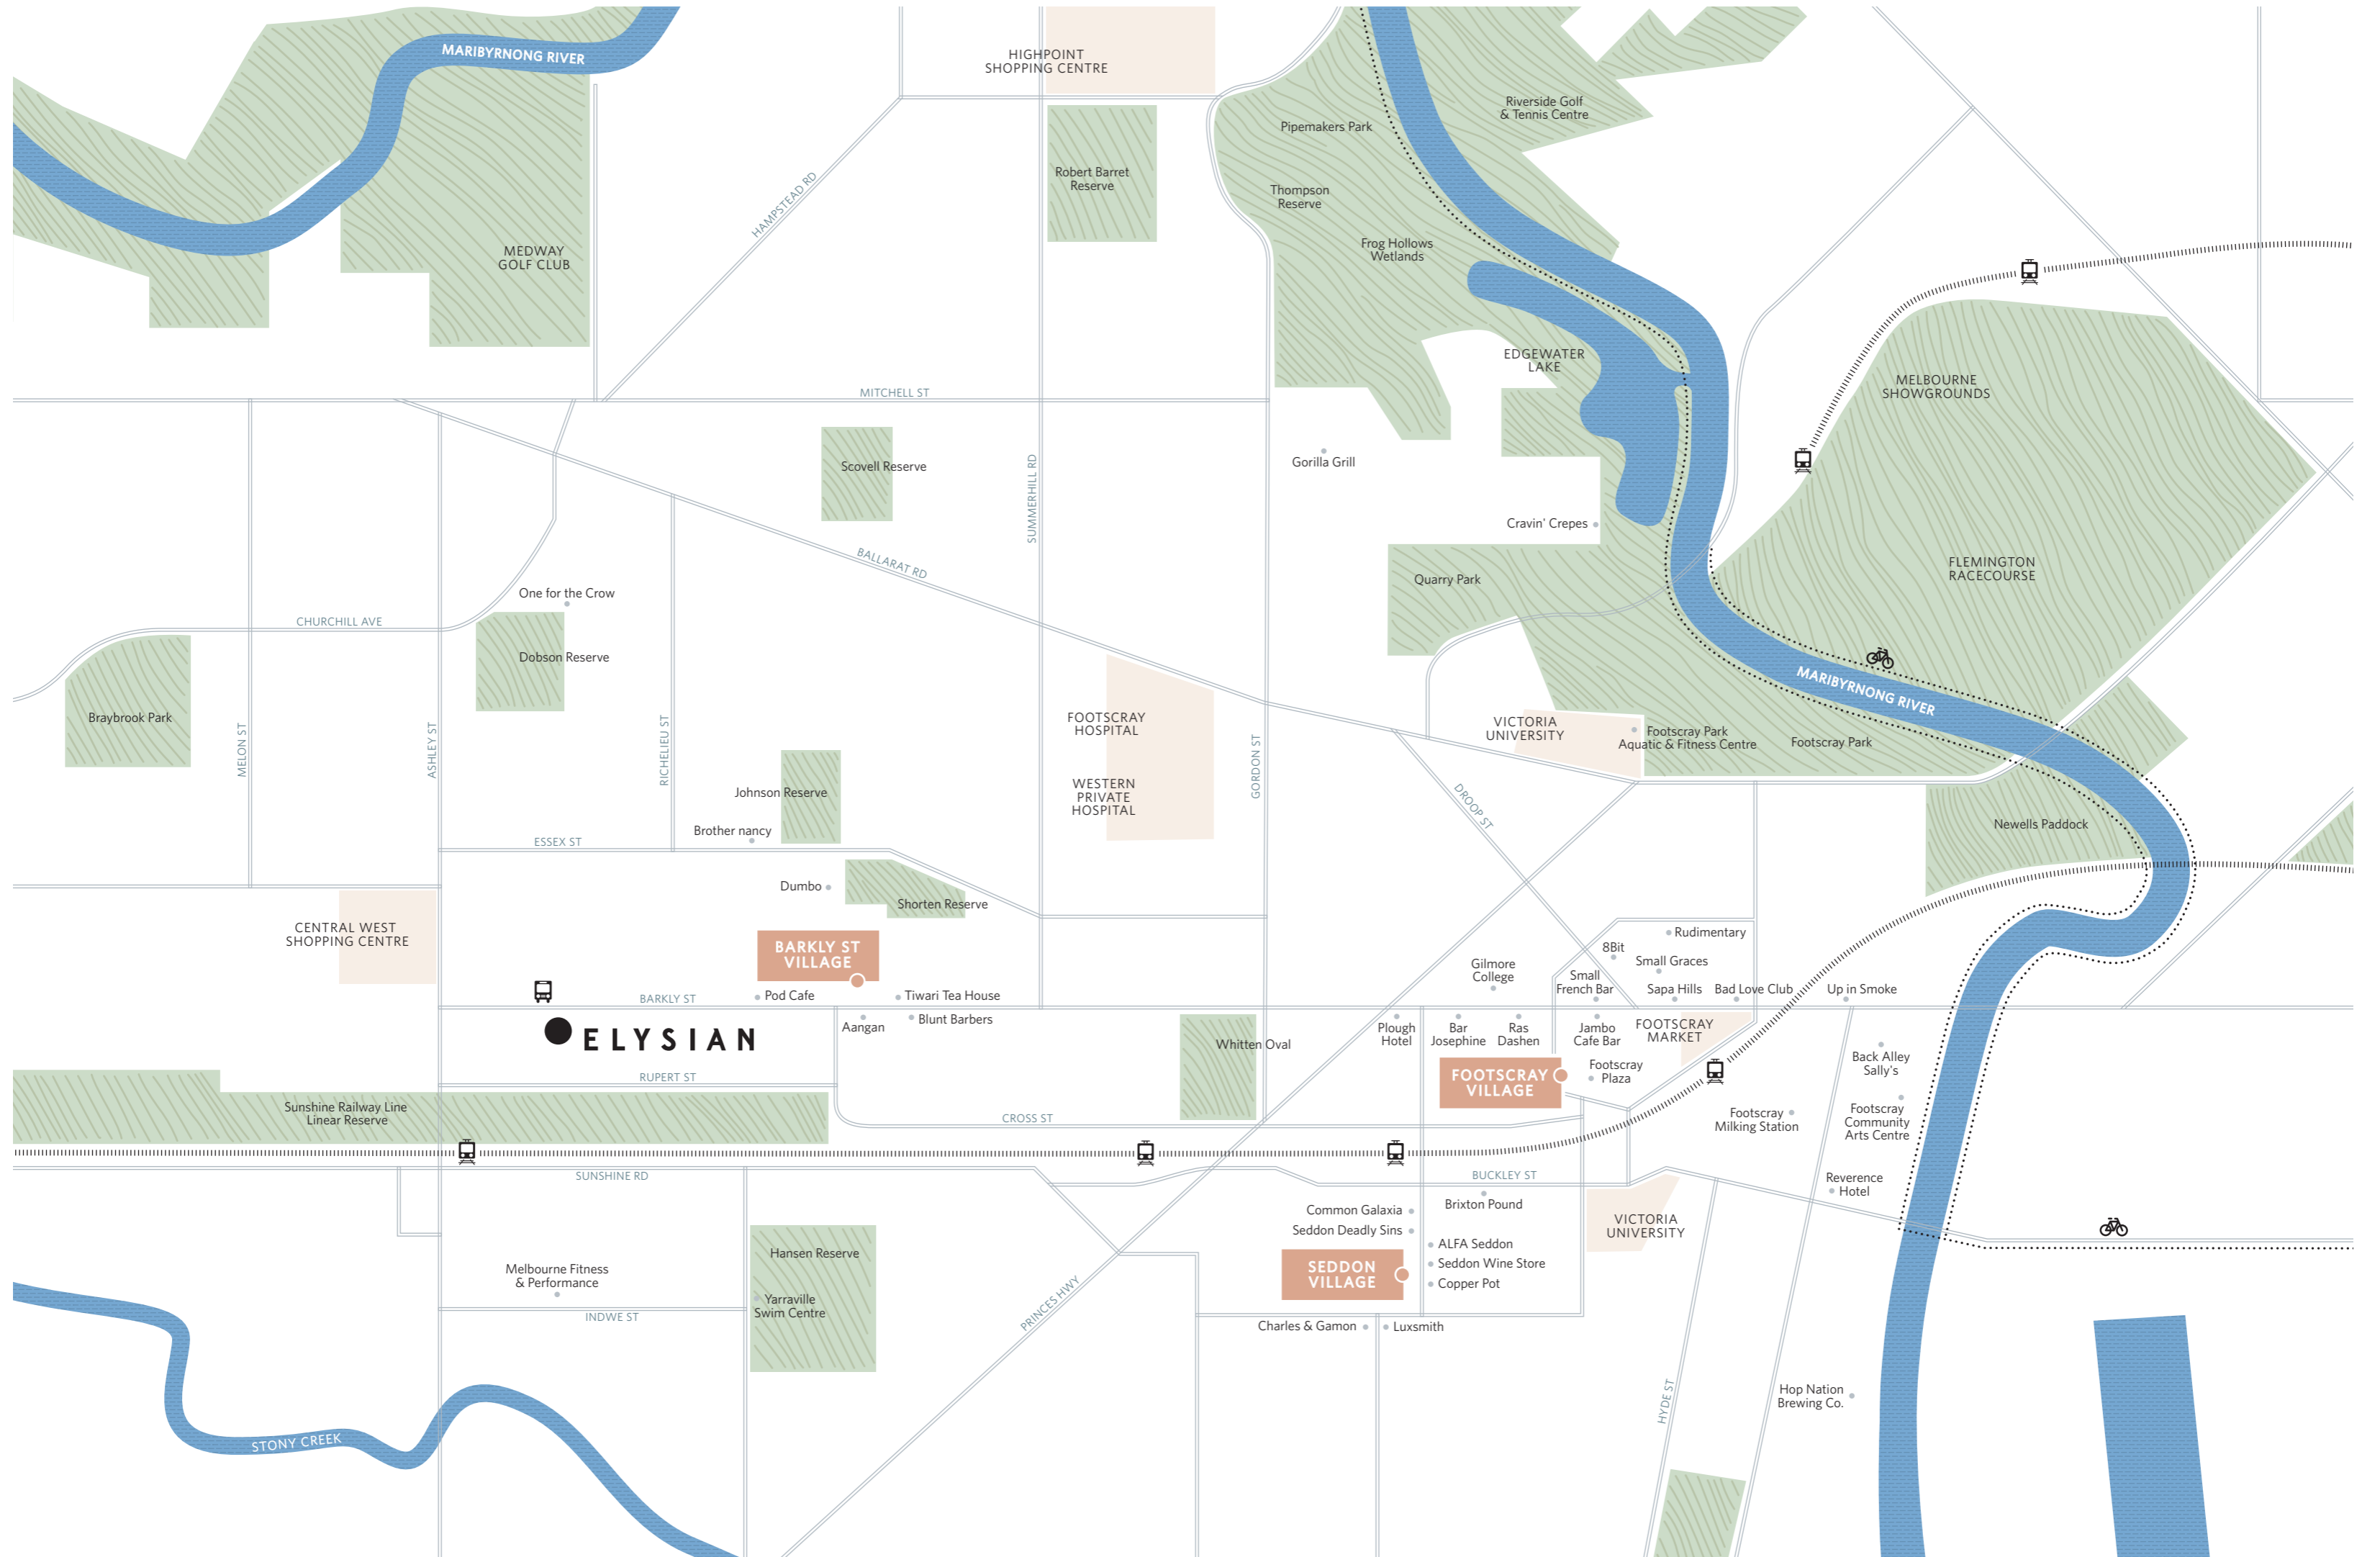 MARIBYRNONG RIVER
HIGHPOINT
SHOPPING CENTRE
Riverside Golf
& Tennis Centre
Pipemakers Park
Robert Barret
Reserve
Thompson
Reserve
HAMPSTEAD RD
Frog Hollows
Wetlands
MEDWAY
GOLF CLUB
EDGEWATER
LAKE
MELBOURNE
SHOWGROUNDS
MITCHELL ST
Scovell Reserve
SUMMERHILL RD
Gorilla Grill
Cravin' Crepes
BALLARAT RD
Quarry Park
FLEMINGTON
RACECOURSE
One for the Crow
CHURCHILL AVE
Dobson Reserve
MARIBYRNONG RIVER
Braybrook Park
MELON ST
ASHLEY ST
RICHELIEU ST
FOOTSCRAY
HOSPITAL
GORDON ST
VICTORIA
UNIVERSITY
Footscray Park
Aquatic & Fitness Centre
Footscray Park
WESTERN
PRIVATE
HOSPITAL
Johnson Reserve
DROOP ST
Newells Paddock
Brother nancy
ESSEX ST
Dumbo
Shorten Reserve
CENTRAL WEST
SHOPPING CENTRE
BARKLY ST
VILLAGE
Rudimentary
8Bit
Small Graces
Gilmore
College
Small
French Bar
Sapa Hills
Bad Love Club
Up in Smoke
BARKLY ST
Pod Cafe
Tiwari Tea House
Aangan
Blunt Barbers
ELYSIAN
Whitten Oval
Plough
Hotel
Bar
Josephine
Ras
Dashen
Jambo
Cafe Bar
FOOTSCRAY
MARKET
Back Alley
Sally's
FOOTSCRAY
VILLAGE
Footscray
Plaza
RUPERT ST
Sunshine Railway Line
Linear Reserve
CROSS ST
Footscray
Milking Station
Footscray
Community
Arts Centre
SUNSHINE RD
BUCKLEY ST
Reverence
Hotel
Brixton Pound
Common Galaxia
Seddon Deadly Sins
VICTORIA
UNIVERSITY
ALFA Seddon
Seddon Wine Store
Copper Pot
SEDDON
VILLAGE
Hansen Reserve
Melbourne Fitness
& Performance
Yarraville
Swim Centre
INDWE ST
PRINCES HWY
Charles & Gamon
Luxsmith
HYDE ST
Hop Nation
Brewing Co.
STONY CREEK